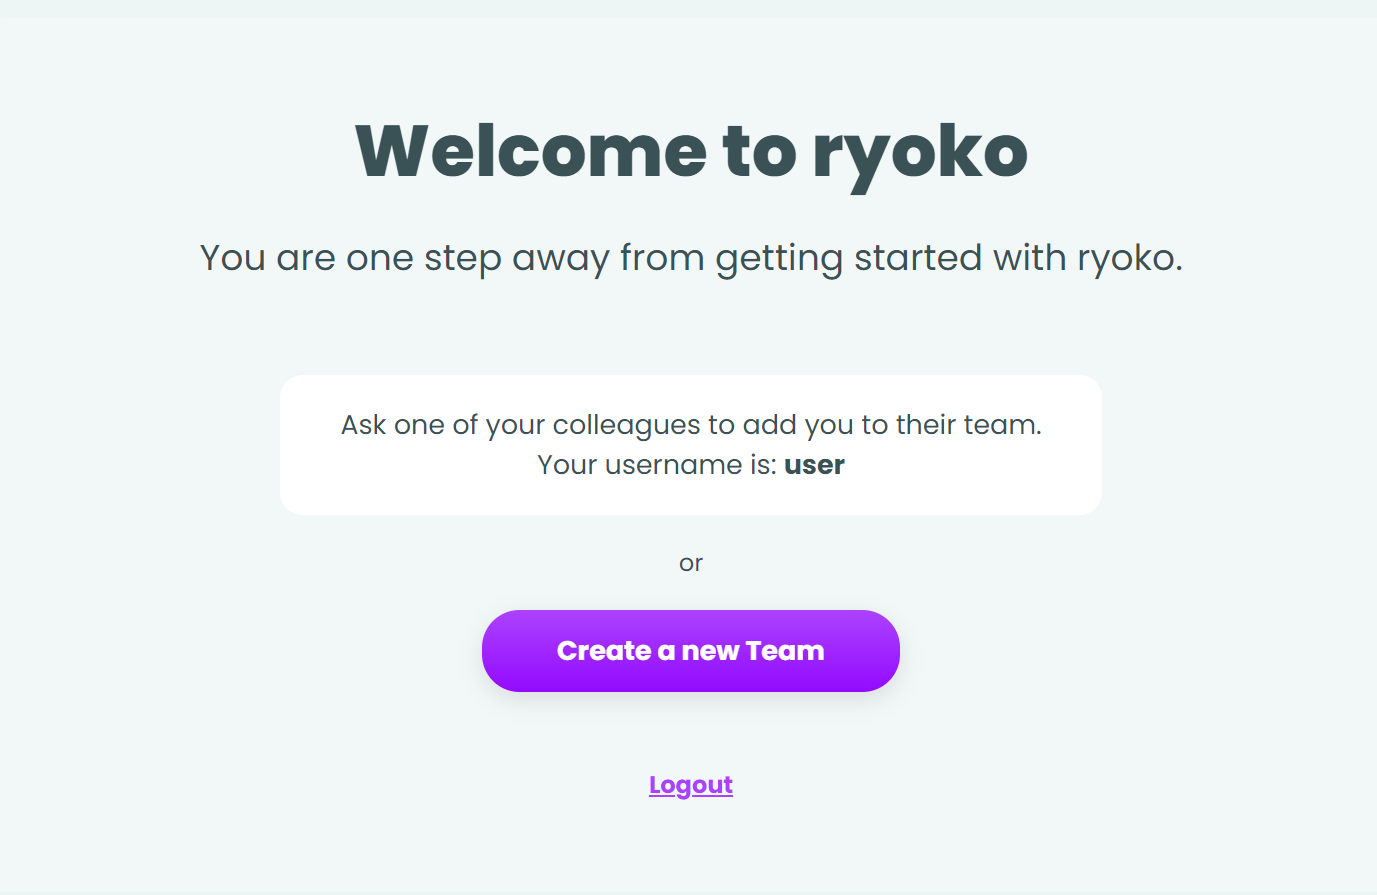 Welcome to ryoko
You are one step away from getting started with ryoko.
Ask one of your colleagues to add you to their team.
Your username is: user
or
Create a new Team
Logout